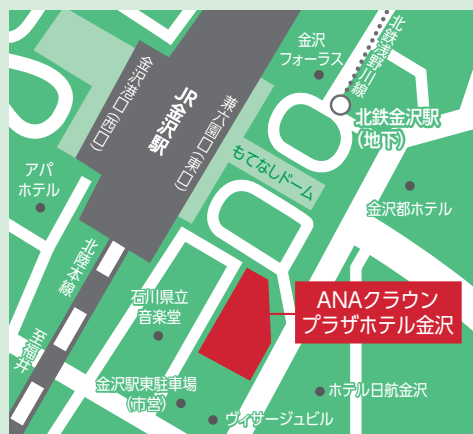 金沢
フォーラス
北鉄浅野川線
北鉄金沢駅
(地下)
金沢港口(西口)
JR金沢駅
兼六園口(東口)
もてなしドーム
アパ
ホテル
金沢都ホテル
北陸本線
至福井
石川県立
音楽堂
ANAクラウン
プラザホテル金沢
金沢駅東駐車場
(市営)
ホテル日航金沢
ヴィサージュビル